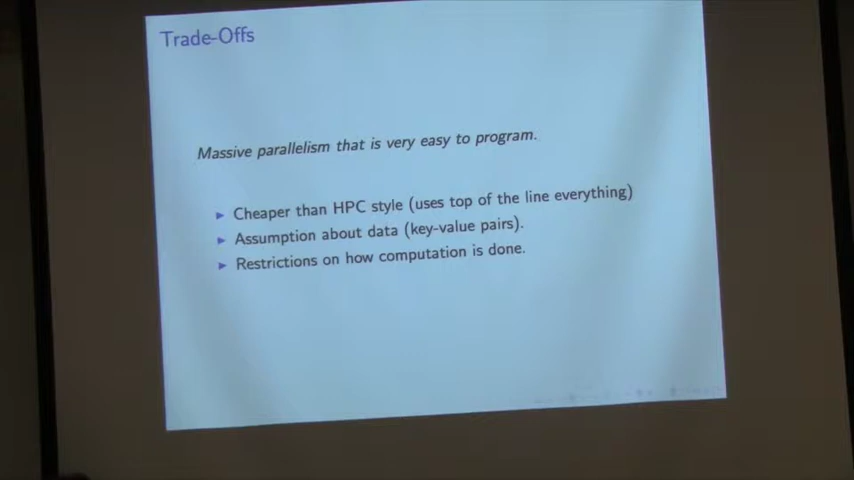 Trade-Offs
Massive parallelism that is very easy to program.
Cheaper than HPC style (uses top of the line everything)
Assumption about data (key-value pairs).
Restrictions on how computation is done.